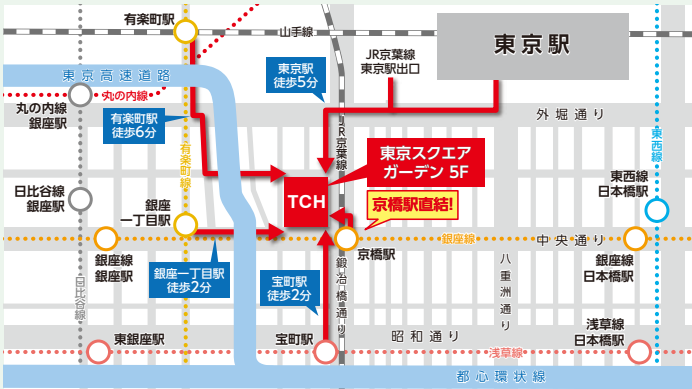 有楽町駅
山手線
東京駅
JR京葉線
東京駅出口
東京駅
徒歩5分
東京高速道路
丸の内線
丸の内線
銀座駅
有楽町駅
徒歩6分
外堀通り
JR京葉線
東西線
有楽町線
東京スクエア
ガーデン 5F
TCH
京橋駅直結!
東西線
日本橋駅
日比谷線
銀座駅
銀座
一丁目駅
銀座線
中央通り
京橋駅
銀座線
銀座駅
銀座線
日本橋駅
銀座一丁目駅
徒歩2分
宝町駅
徒歩2分
日比谷線
鍛冶橋通り
八重洲通り
昭和通り
浅草線
日本橋駅
東銀座駅
宝町駅
浅草線
都心環状線